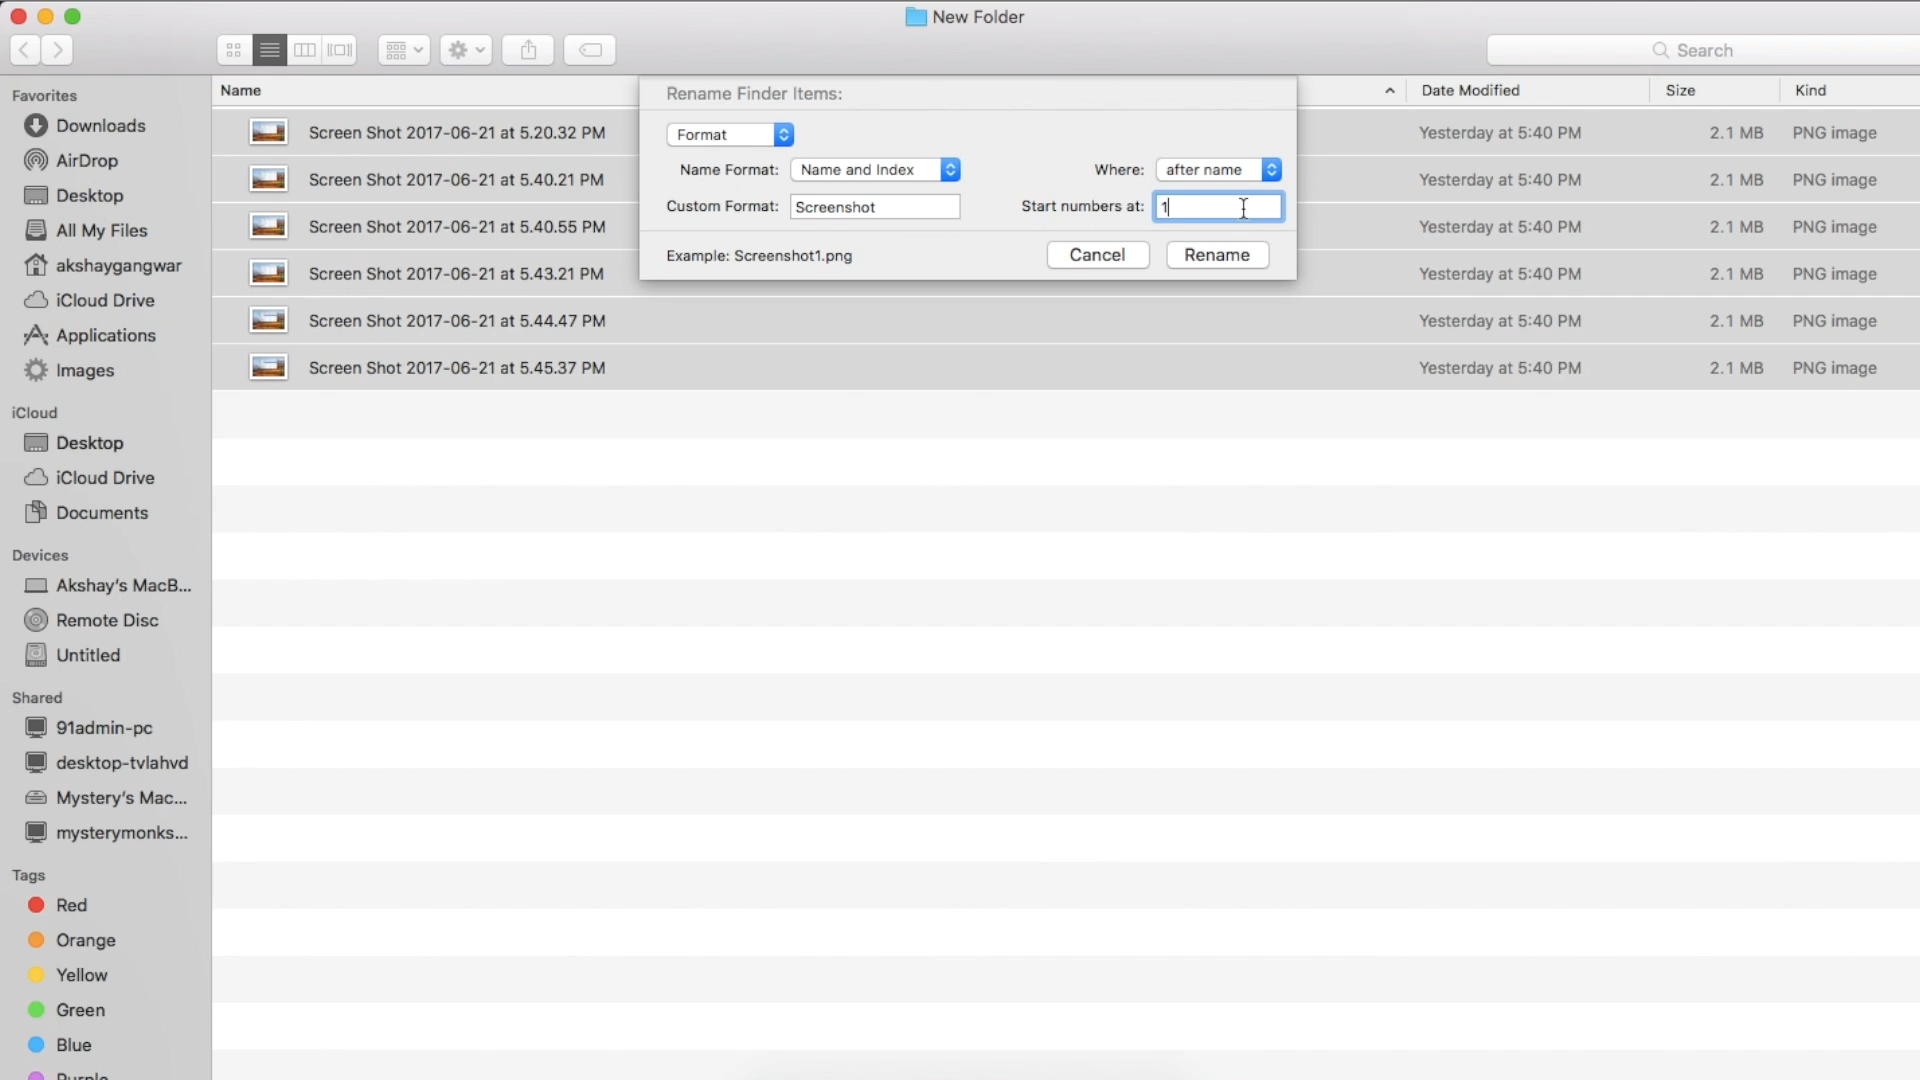 New Folder
Search
Favorites
Downloads
AirDrop
Desktop
All My Files
akshaygangwar
iCloud Drive
Applications
Images
iCloud
Desktop
iCloud Drive
Documents
Devices
Akshay's MacB...
Remote Disc
Untitled
Shared
91admin-pc
desktop-tvlahvd
Mystery's Mac...
mysterymonks...
Tags
Red
Orange
Yellow
Green
Blue
Purple
Name Date Modified Size Kind
Screen Shot 2017-06-21 at 5.20.32 PM Yesterday at 5:40 PM 2.1 MB PNG image
Screen Shot 2017-06-21 at 5.40.21 PM Yesterday at 5:40 PM 2.1 MB PNG image
Screen Shot 2017-06-21 at 5.40.55 PM Yesterday at 5:40 PM 2.1 MB PNG image
Screen Shot 2017-06-21 at 5.43.21 PM Yesterday at 5:40 PM 2.1 MB PNG image
Screen Shot 2017-06-21 at 5.44.47 PM Yesterday at 5:40 PM 2.1 MB PNG image
Screen Shot 2017-06-21 at 5.45.37 PM Yesterday at 5:40 PM 2.1 MB PNG image
Rename Finder Items:
Format
Name Format: Name and Index Where: after name
Custom Format: Screenshot Start numbers at: 1
Example: Screenshot1.png Cancel Rename